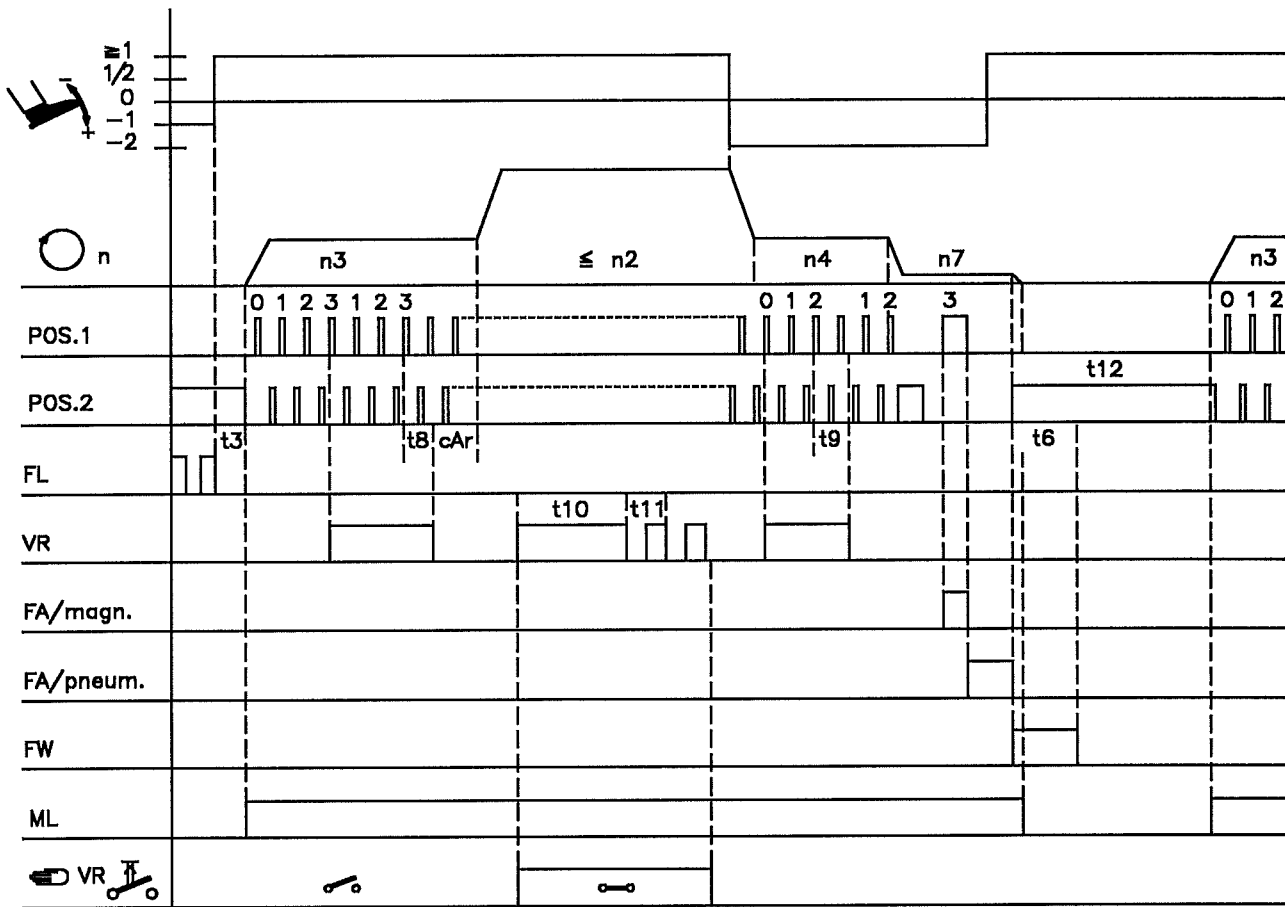 ≧1
1/2
0
-1
-2
− +
n n3 ≦ n2 n4 n7 n3
0 1 2 3 1 2 3 0 1 2 1 2 3 0 1 2
POS.1
t12
POS.2
t3 t8 cAr t9 t6
FL
t10 t11
VR
FA/magn.
FA/pneum.
FW
ML
VR